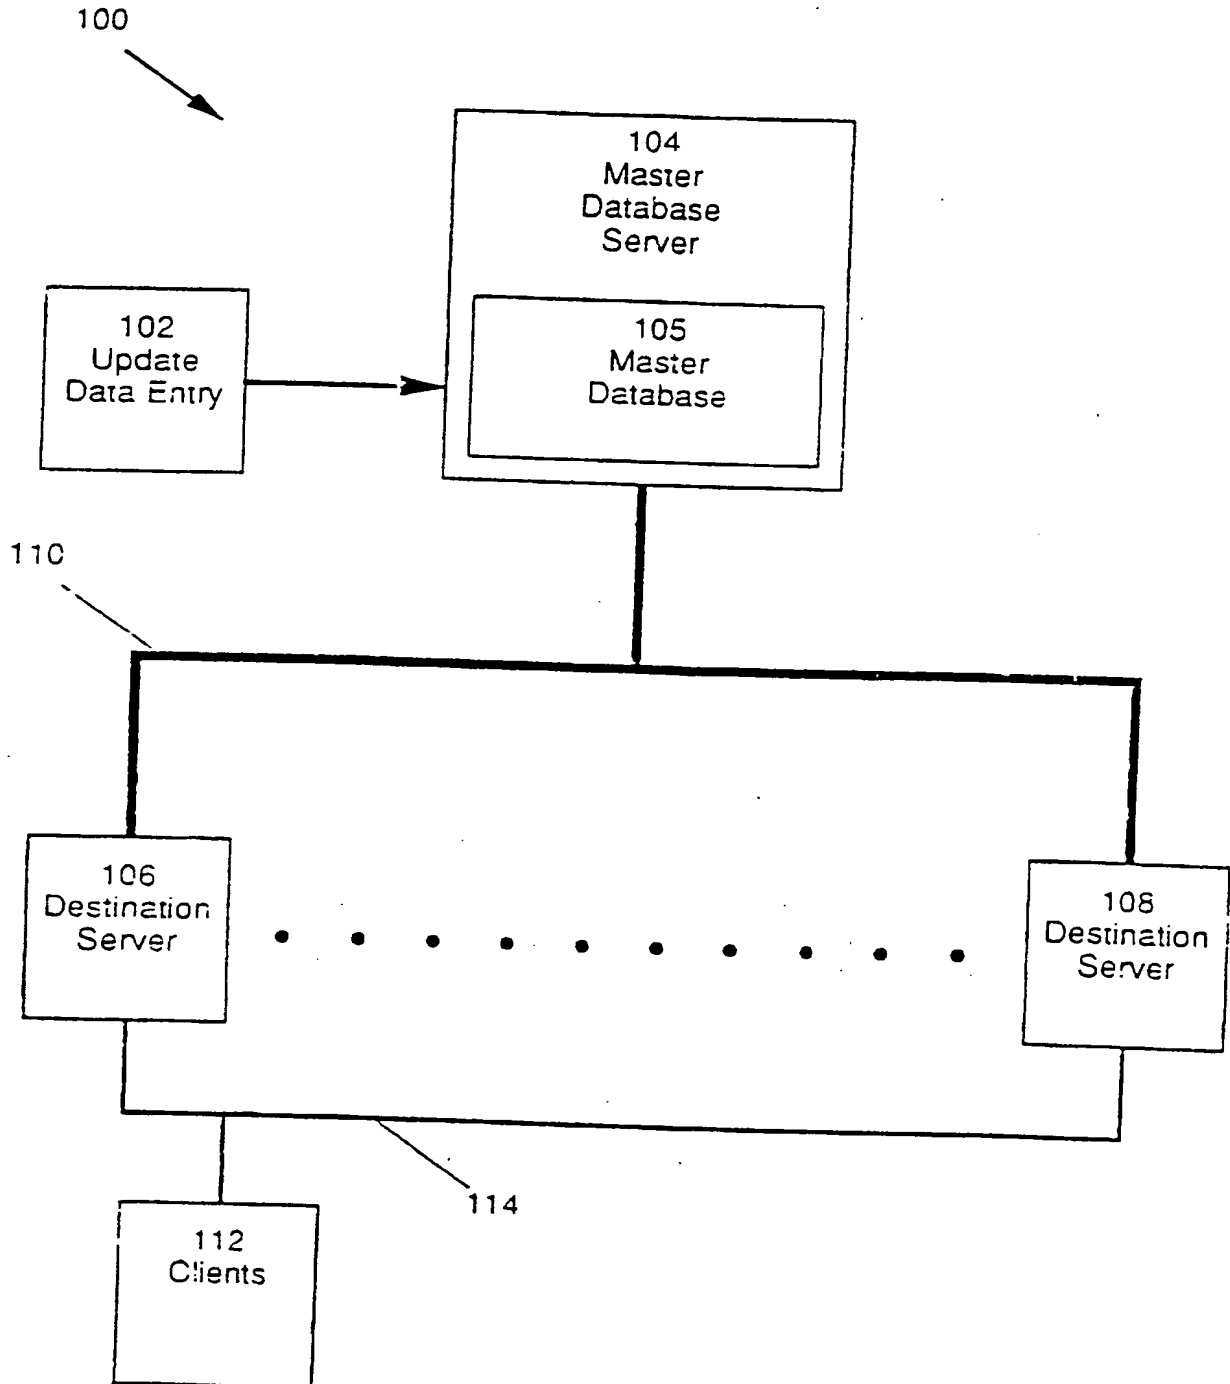 100
104
Master
Database
Server
102
Update
Data Entry
105
Master
Database
110
106
Destination
Server
108
Destination
Server
114
112
Clients